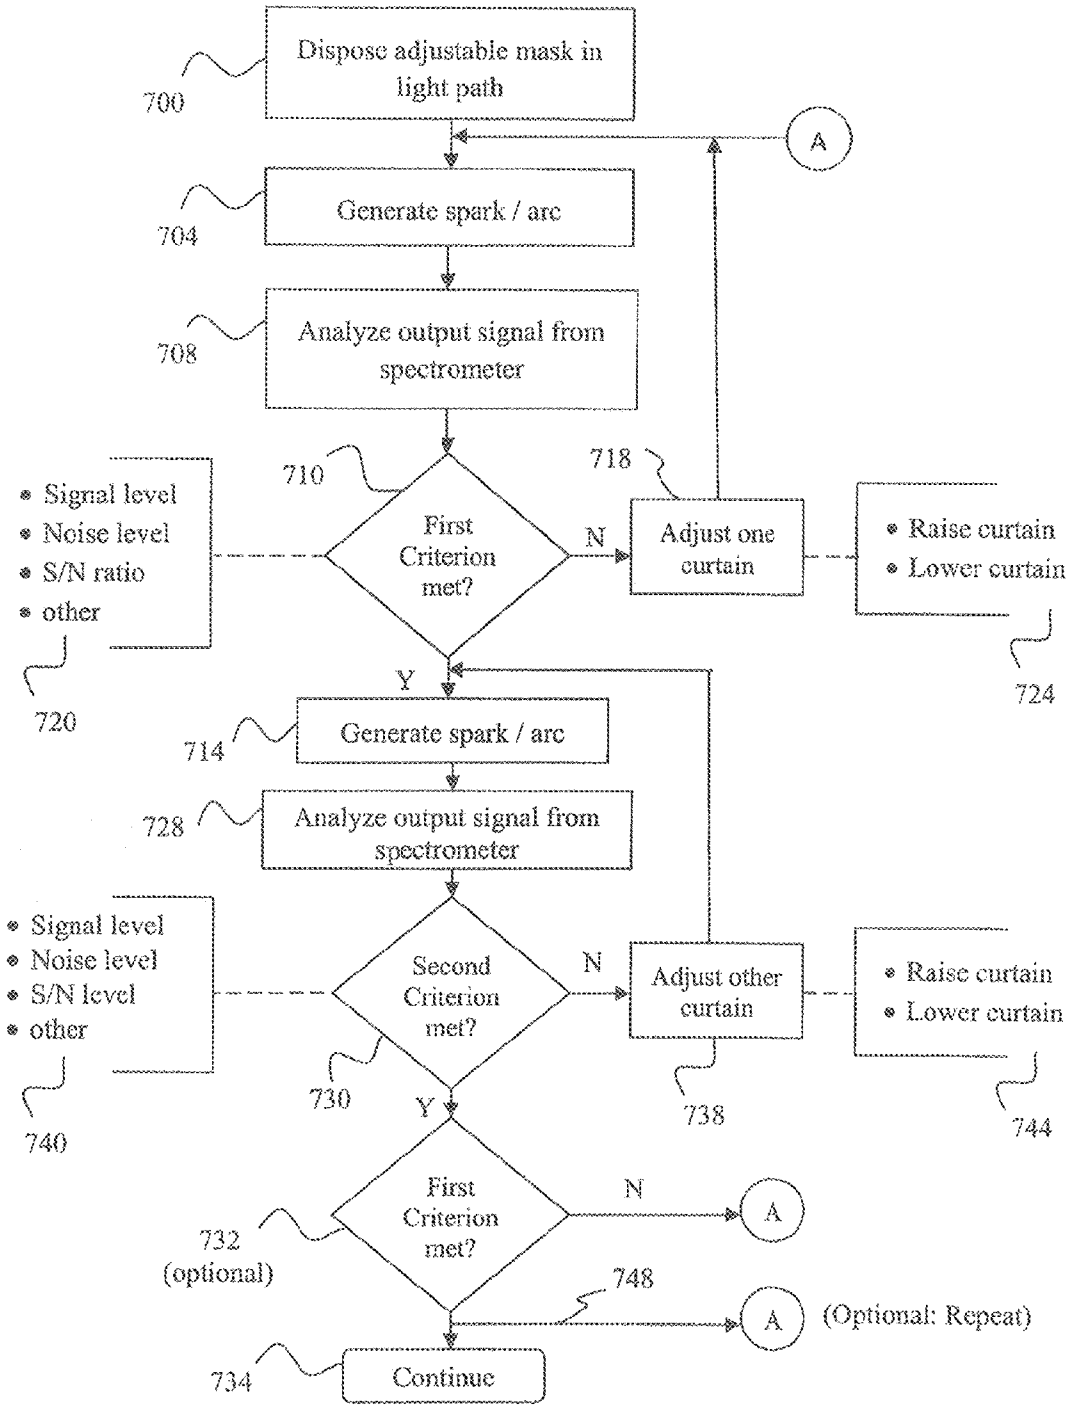 Dispose adjustable mask in
light path
700
A
Generate spark / arc
704
Analyze output signal from
spectrometer
708
710
718
• Signal level
• Noise level
• S/N ratio
• other
First
Criterion
met?
N
Adjust one
curtain
• Raise curtain
• Lower curtain
720
Y
724
Generate spark / arc
714
Analyze output signal from
spectrometer
728
• Signal level
• Noise level
• S/N level
• other
Second
Criterion
met?
N
Adjust other
curtain
• Raise curtain
• Lower curtain
730
Y
738
740
744
First
Criterion
met?
N
A
732
(optional)
748
A
(Optional: Repeat)
Continue
734